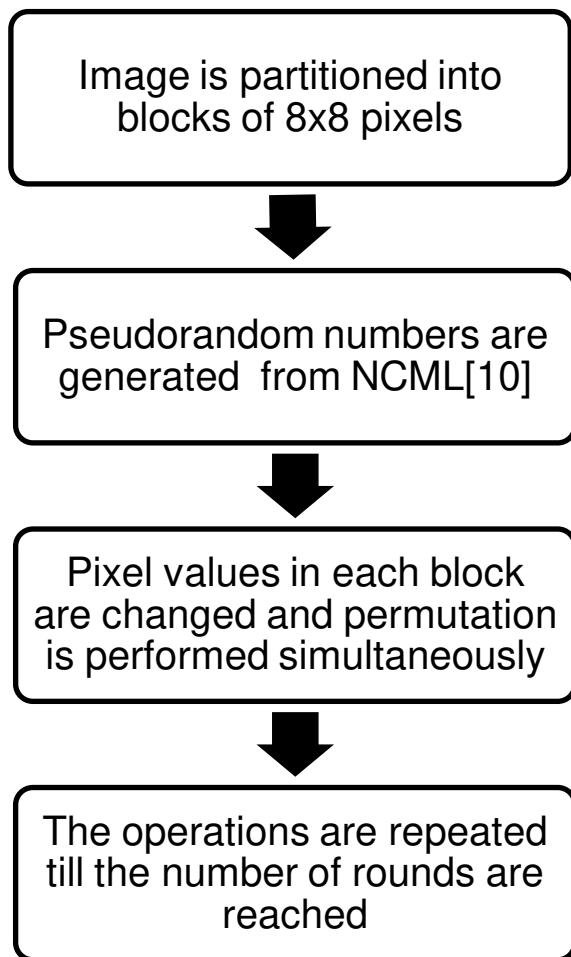 Image is partitioned into
blocks of 8x8 pixels
Pseudorandom numbers are
generated from NCML[10]
Pixel values in each block
are changed and permutation
is performed simultaneously
The operations are repeated
till the number of rounds are
reached